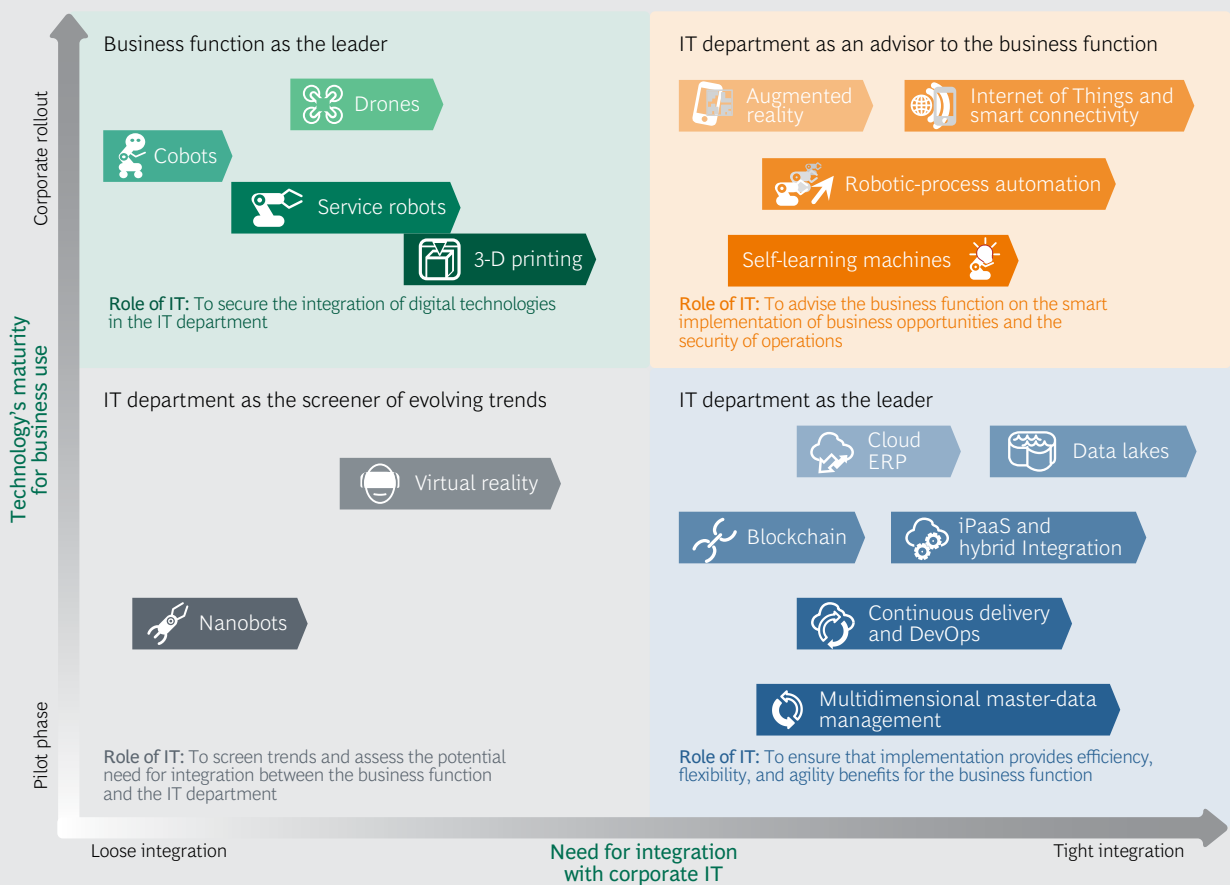 Technology's maturity
for business use
Corporate rollout
Pilot phase
Business function as the leader
Drones
Cobots
Service robots
3-D printing
Role of IT: To secure the integration of digital technologies
in the IT department
IT department as an advisor to the business function
Augmented
reality
Internet of Things and
smart connectivity
Robotic-process automation
Self-learning machines
Role of IT: To advise the business function on the smart
implementation of business opportunities and the
security of operations
IT department as the screener of evolving trends
Virtual reality
Nanobots
Role of IT: To screen trends and assess the potential
need for integration between the business function
and the IT department
IT department as the leader
Cloud
ERP
Data lakes
Blockchain
iPaaS and
hybrid Integration
Continuous delivery
and DevOps
Multidimensional master-data
management
Role of IT: To ensure that implementation provides efficiency,
flexibility, and agility benefits for the business function
Loose integration
Need for integration
with corporate IT
Tight integration